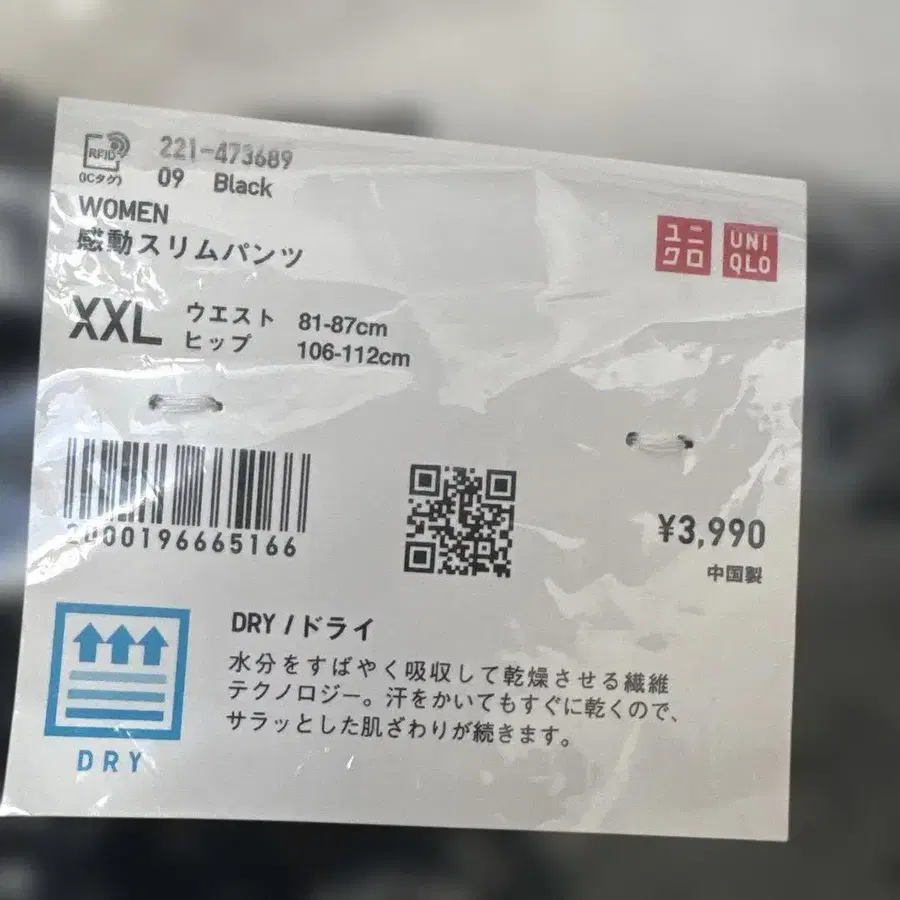 RFID
(ICタグ)
221-473689
09 Black
WOMEN
感動スリムパンツ
ユニクロ
UNIQLO
XXL
ウエスト 81-87cm
ヒップ 106-112cm
2000196665166
¥3,990
中国製
DRY / ドライ
水分をすばやく吸収して乾燥させる繊維
テクノロジー。汗をかいてもすぐに乾くので、
サラッとした肌ざわりが続きます。
DRY